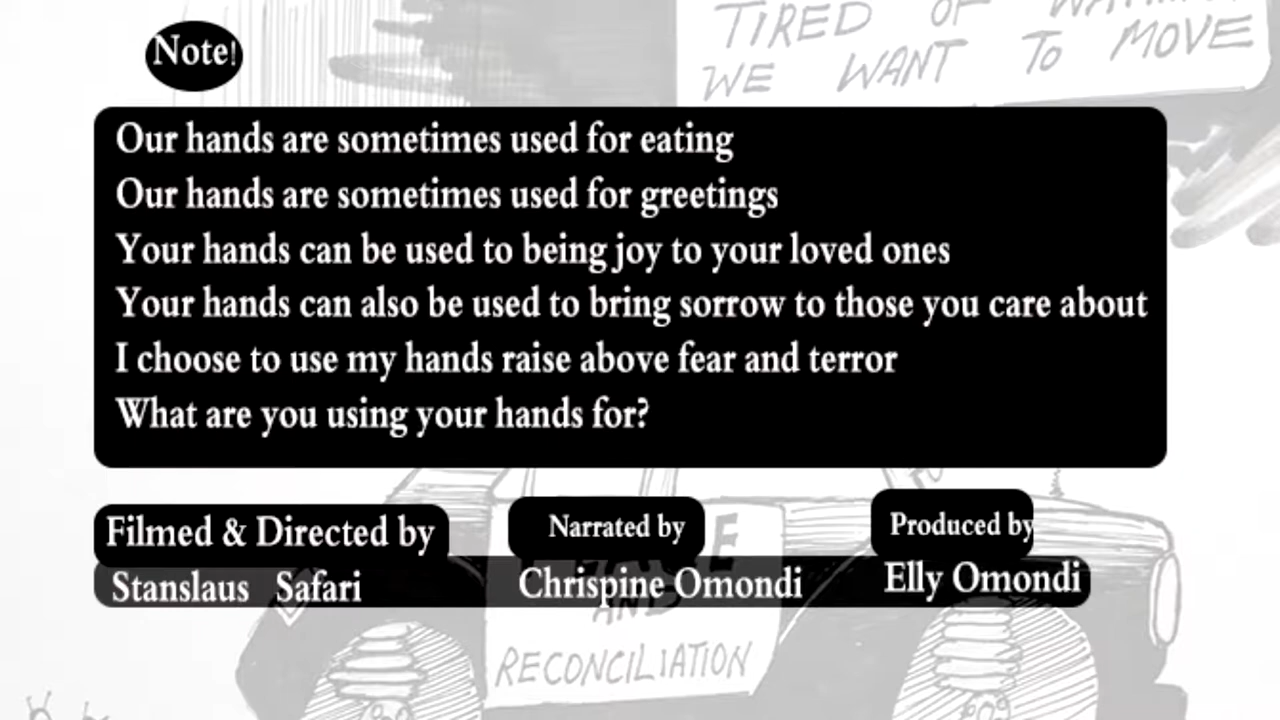 TIRED OF
WE WANT TO MOVE
Note!
Our hands are sometimes used for eating
Our hands are sometimes used for greetings
Your hands can be used to being joy to your loved ones
Your hands can also be used to bring sorrow to those you care about
I choose to use my hands raise above fear and terror
What are you using your hands for?
Filmed & Directed by
Narrated by
Produced by
Stanslaus Safari
Chrispine Omondi
Elly Omondi
AND
RECONCILIATION